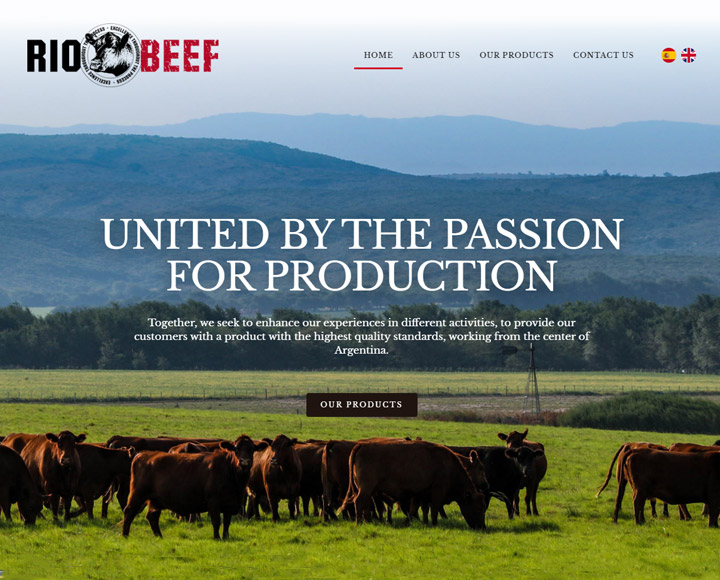 RIO BEEF
HOME ABOUT US OUR PRODUCTS CONTACT US
UNITED BY THE PASSION
FOR PRODUCTION
Together, we seek to enhance our experiences in different activities, to provide our
customers with a product with the highest quality standards, working from the center of
Argentina.
OUR PRODUCTS